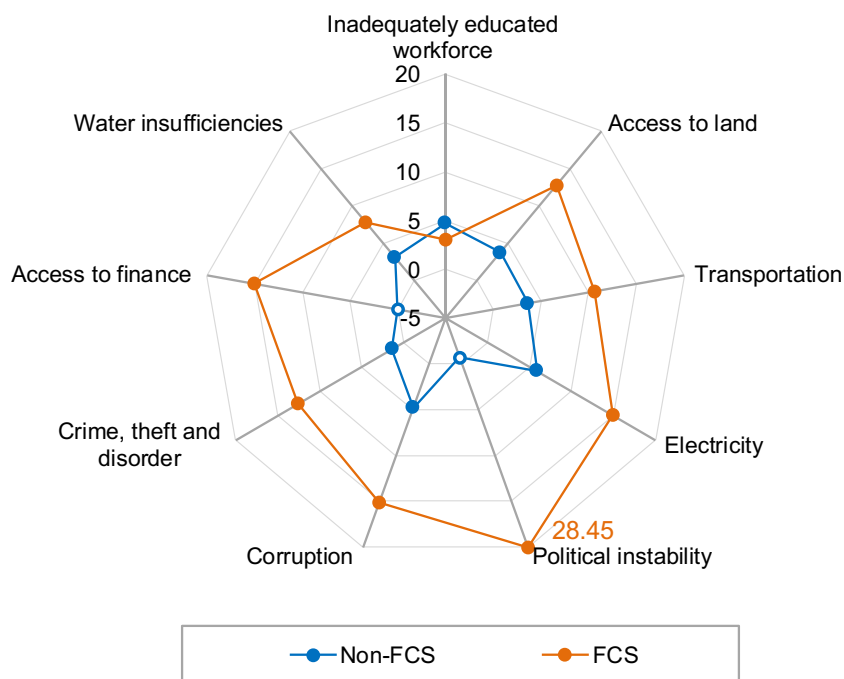 Inadequately educated
workforce
20
Water insufficiencies
Access to land
15
10
5
Access to finance
Transportation
0
-5
Crime, theft and
disorder
Electricity
28.45
Corruption
Political instability
Non-FCS
FCS